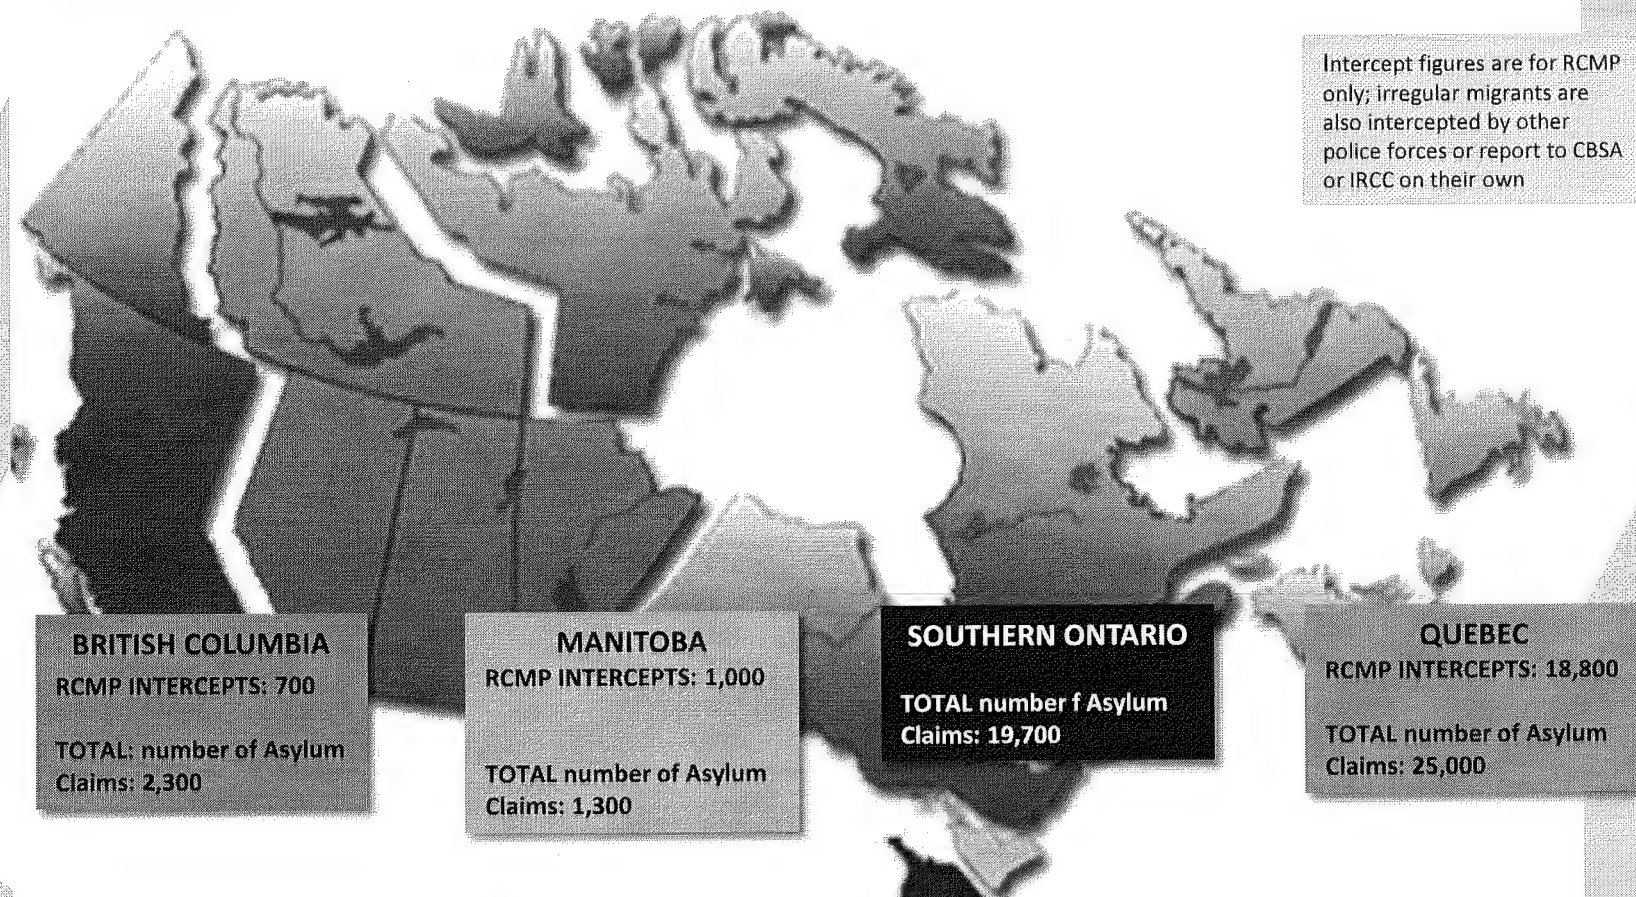 Intercept figures are for RCMP
only; irregular migrants are
also intercepted by other
police forces or report to CBSA
or IRCC on their own
BRITISH COLUMBIA
RCMP INTERCEPTS: 700
TOTAL: number of Asylum
Claims: 2,300
MANITOBA
RCMP INTERCEPTS: 1,000
TOTAL number of Asylum
Claims: 1,300
SOUTHERN ONTARIO
TOTAL number f Asylum
Claims: 19,700
QUEBEC
RCMP INTERCEPTS: 18,800
TOTAL number of Asylum
Claims: 25,000